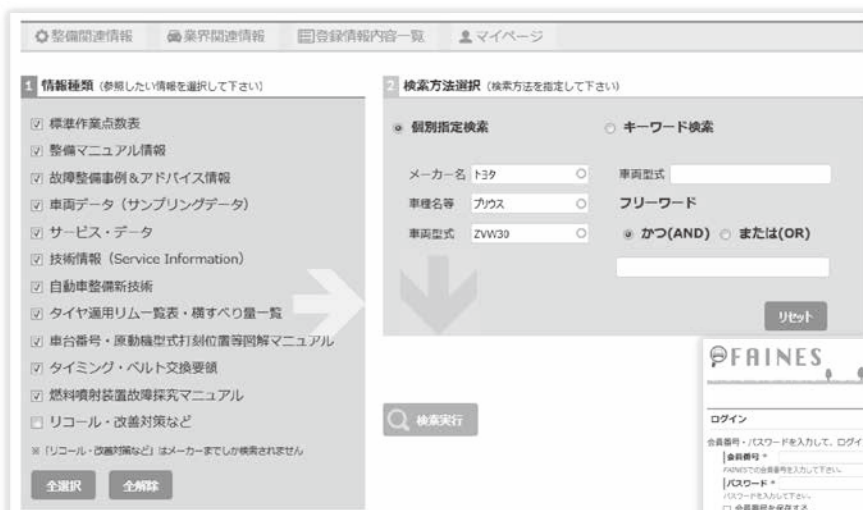 整備関連情報
業界関連情報
登録情報内容一覧
マイページ
1 情報種類 (参照したい情報を選択して下さい)
標準作業点数表
整備マニュアル情報
故障整備事例&アドバイス情報
車両データ(サンプリングデータ)
サービス・データ
技術情報(Service Information)
自動車整備新技術
タイヤ適用リム一覧表・横すべり量一覧
車台番号・原動機型式打刻位置等図解マニュアル
タイミング・ベルト交換要領
燃料噴射装置故障探究マニュアル
リコール・改善対策など
※「リコール・改善対策など」はメーカーまでしか検索されません
全選択 全解除
2 検索方法選択 (検索方法を指定して下さい)
個別指定検索
キーワード検索
メーカー名 トヨタ
車種名等 プリウス
車両型式 ZVW30
車両型式
フリーワード
かつ(AND) または(OR)
リセット
検索実行
FAINES
ログイン
会員番号・パスワードを入力して、ログイ
会員番号 *
FAINESでの会員番号を入力して下さい。
パスワード *
パスワードを入力して下さい。
会員番号を保存する